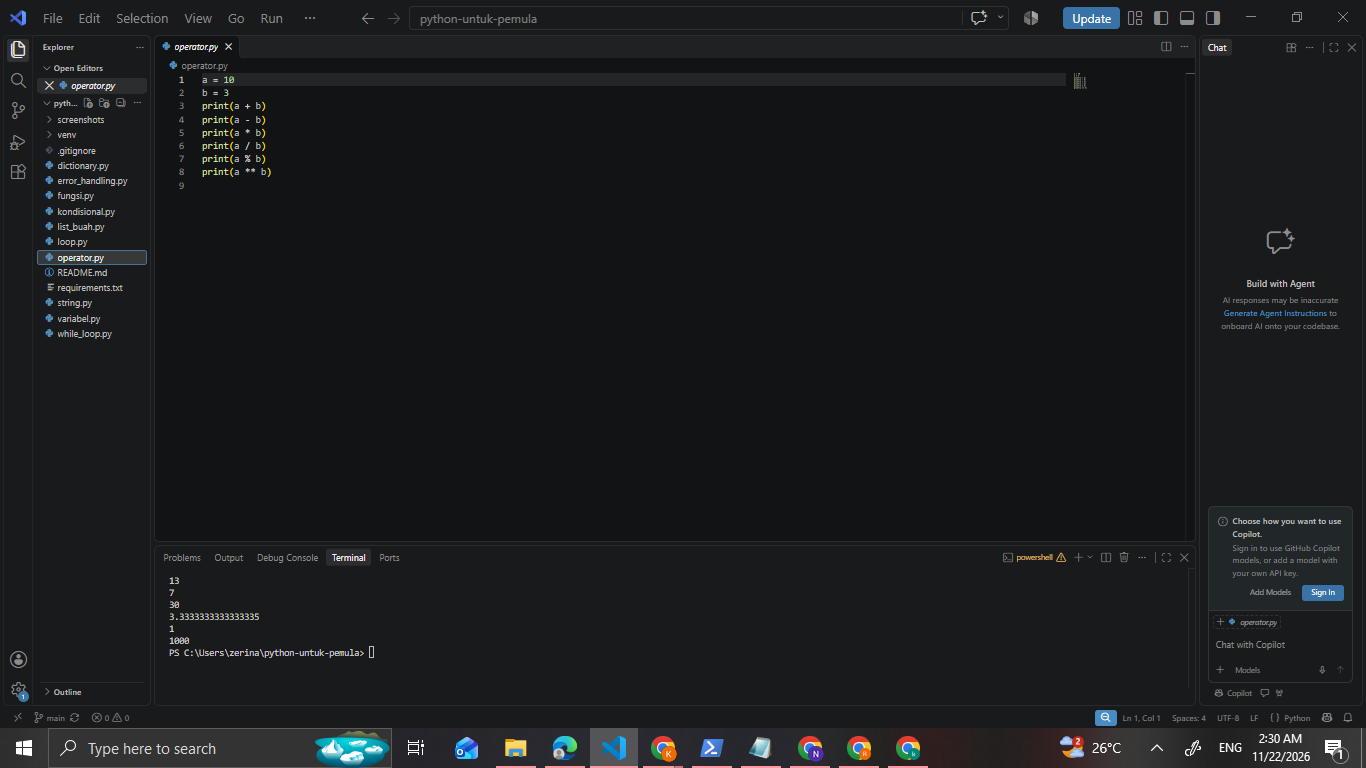 File Edit Selection View Go Run ···
python-untuk-pemula
Update
Explorer
Open Editors
operator.py
pyth...
screenshots
venv
.gitignore
dictionary.py
error_handling.py
fungsi.py
kondisional.py
list_buah.py
loop.py
operator.py
README.md
requirements.txt
string.py
variabel.py
while_loop.py
Outline
operator.py
operator.py
1 a = 10
2 b = 3
3 print(a + b)
4 print(a - b)
5 print(a * b)
6 print(a / b)
7 print(a % b)
8 print(a ** b)
9
Problems Output Debug Console Terminal Ports
powershell
13
7
30
3.3333333333333335
1
1000
PS C:\Users\zerina\python-untuk-pemula>
Chat
Build with Agent
AI responses may be inaccurate
Generate Agent Instructions to
onboard AI onto your codebase.
Choose how you want to use
Copilot.
Sign in to use GitHub Copilot
models, or add a model with
your own API key.
Add Models Sign In
operator.py
Chat with Copilot
Models
Copilot
main 0 0
Ln 1, Col 1 Spaces: 4 UTF-8 LF { } Python
Type here to search
2
26°C
ENG
2:30 AM
11/22/2026
1